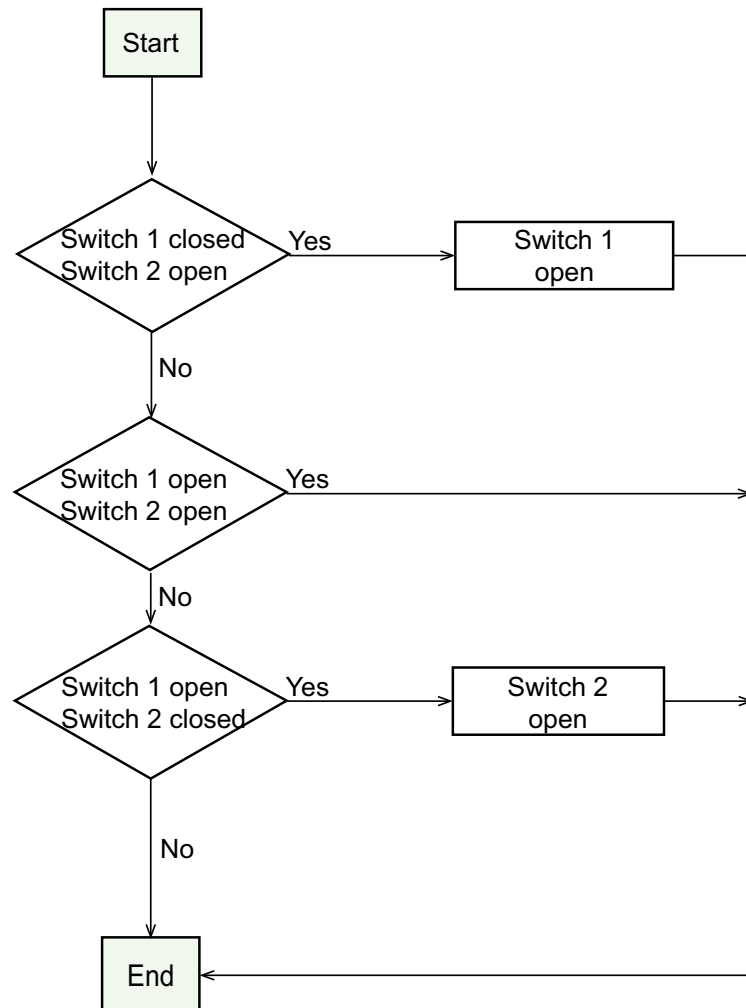 Start
Switch 1 closed
Switch 2 open
Yes
Switch 1
open
No
Switch 1 open
Switch 2 open
Yes
No
Switch 1 open
Switch 2 closed
Yes
Switch 2
open
No
End